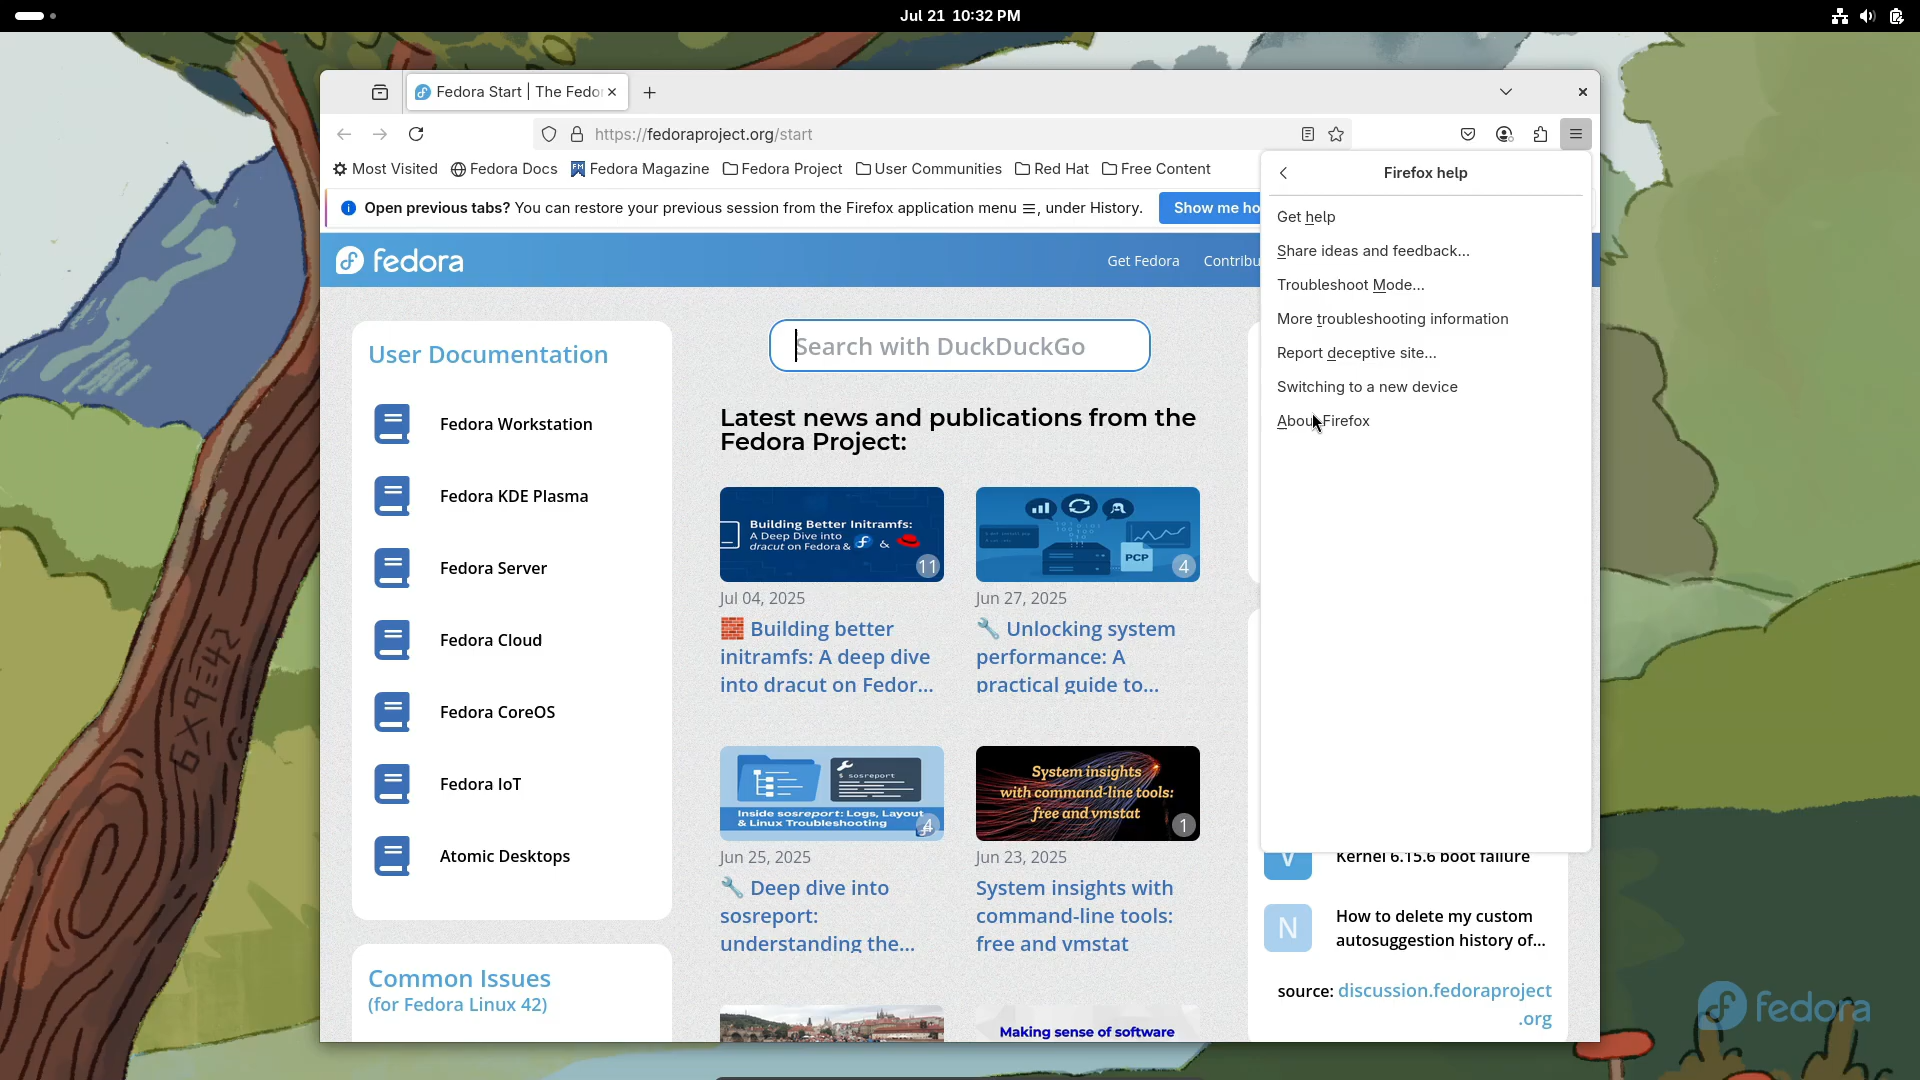 Jul 21 10:32 PM
Fedora Start | The Fedo
https://fedoraproject.org/start
Most Visited
Fedora Docs
Fedora Magazine
Fedora Project
User Communities
Red Hat
Free Content
Open previous tabs? You can restore your previous session from the Firefox application menu ☰, under History.
Show me ho
fedora
Get Fedora
Contribu
Firefox help
Get help
Share ideas and feedback...
Troubleshoot Mode...
More troubleshooting information
Report deceptive site...
Switching to a new device
About Firefox
User Documentation
Fedora Workstation
Fedora KDE Plasma
Fedora Server
Fedora Cloud
Fedora CoreOS
Fedora IoT
Atomic Desktops
Common Issues
(for Fedora Linux 42)
Search with DuckDuckGo
Latest news and publications from the
Fedora Project:
Building Better Initramfs:
A Deep Dive into
dracut on Fedora &
&
11
Jul 04, 2025
🧱 Building better
initramfs: A deep dive
into dracut on Fedor...
PCP
4
Jun 27, 2025
🔧 Unlocking system
performance: A
practical guide to...
$ sosreport
Inside sosreport: Logs, Layout
& Linux Troubleshooting
4
Jun 25, 2025
🔧 Deep dive into
sosreport:
understanding the...
System insights
with command-line tools:
free and vmstat
1
Jun 23, 2025
System insights with
command-line tools:
free and vmstat
Making sense of software
V
Kernel 6.15.6 boot failure
N
How to delete my custom
autosuggestion history of...
source: discussion.fedoraproject
.org
6x9=42
fedora